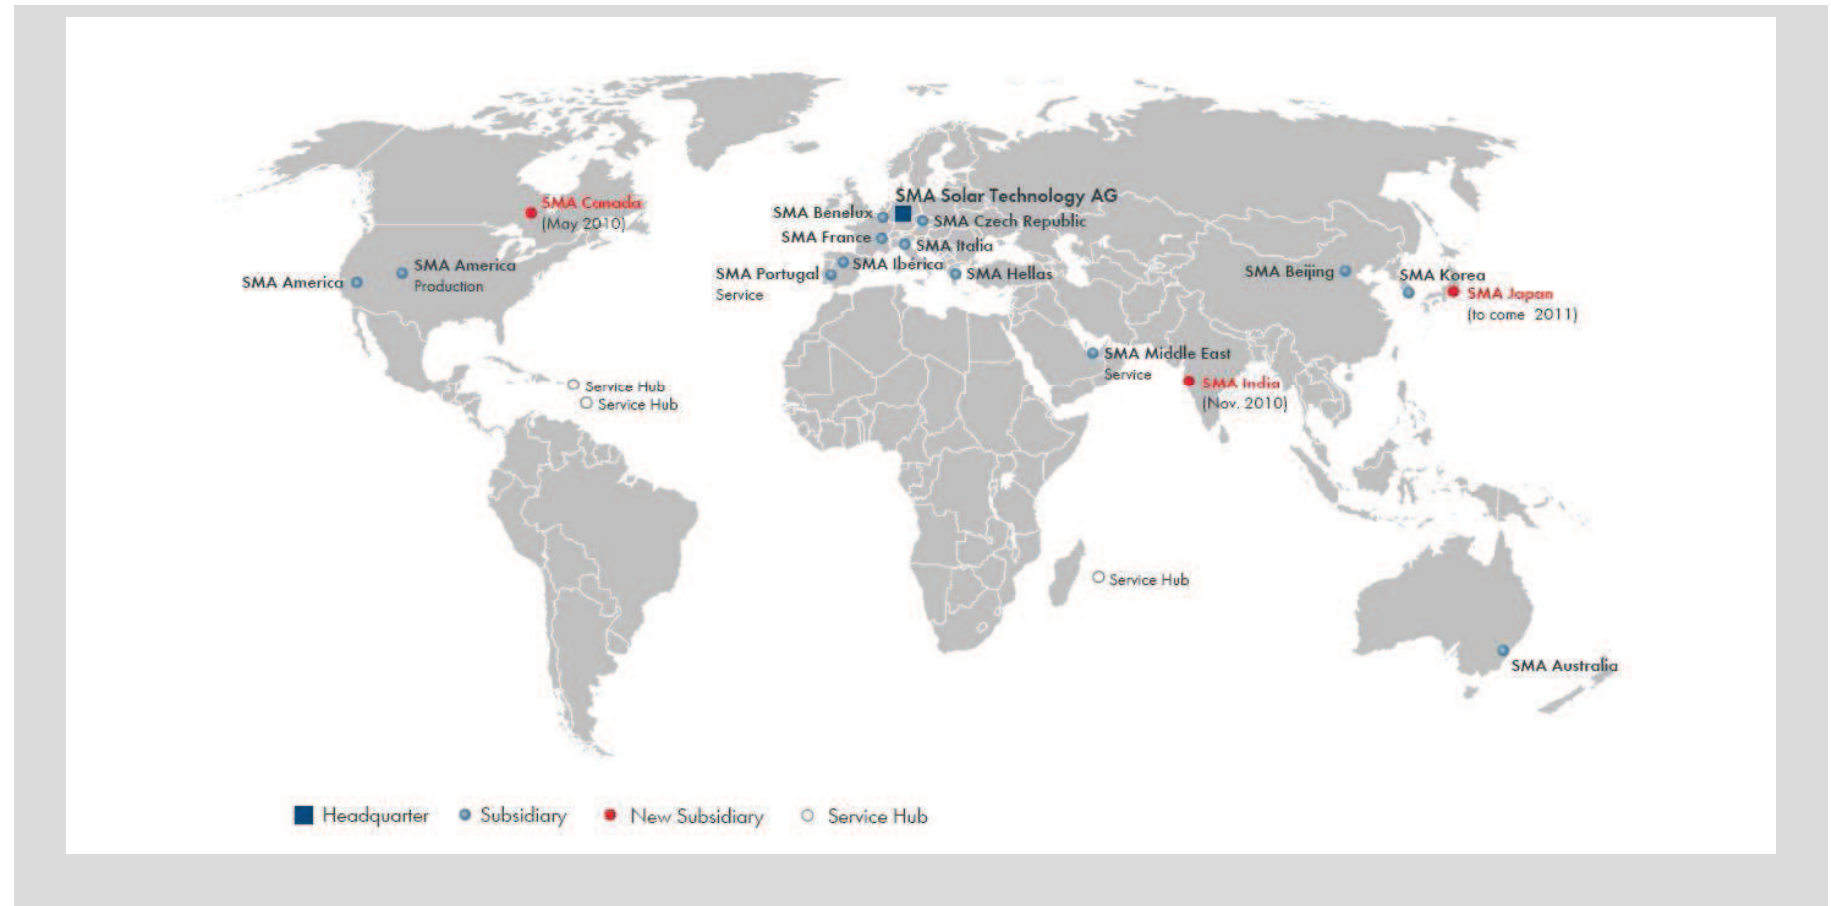 SMA Canada
(May 2010)
SMA America
SMA America
Production
Service Hub
Service Hub
SMA Solar Technology AG
SMA Benelux
SMA Czech Republic
SMA France
SMA Italia
SMA Ibérica
SMA Portugal
Service
SMA Hellas
SMA Beijing
SMA Korea
SMA Japan
(to come 2011)
SMA Middle East
Service
SMA India
(Nov. 2010)
Service Hub
SMA Australia
Headquarter
Subsidiary
New Subsidiary
Service Hub